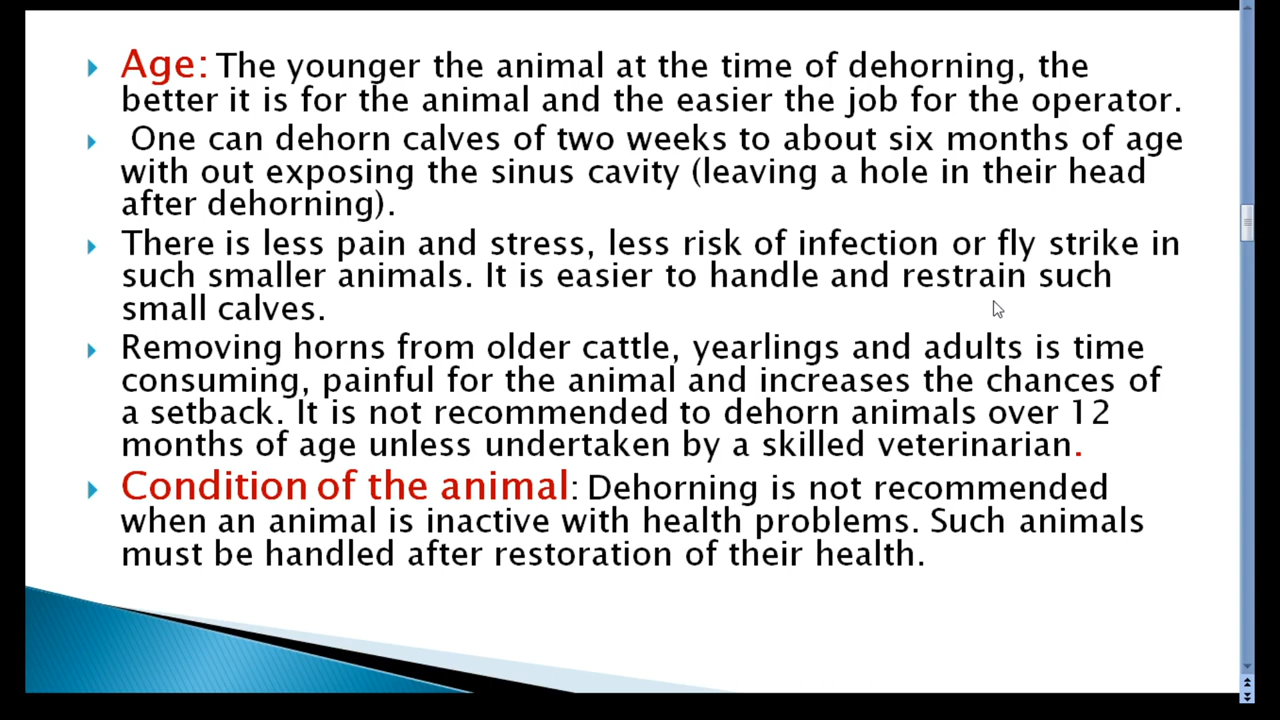 Age: The younger the animal at the time of dehorning, the
better it is for the animal and the easier the job for the operator.
One can dehorn calves of two weeks to about six months of age
with out exposing the sinus cavity (leaving a hole in their head
after dehorning).
There is less pain and stress, less risk of infection or fly strike in
such smaller animals. It is easier to handle and restrain such
small calves.
Removing horns from older cattle, yearlings and adults is time
consuming, painful for the animal and increases the chances of
a setback. It is not recommended to dehorn animals over 12
months of age unless undertaken by a skilled veterinarian.
Condition of the animal: Dehorning is not recommended
when an animal is inactive with health problems. Such animals
must be handled after restoration of their health.